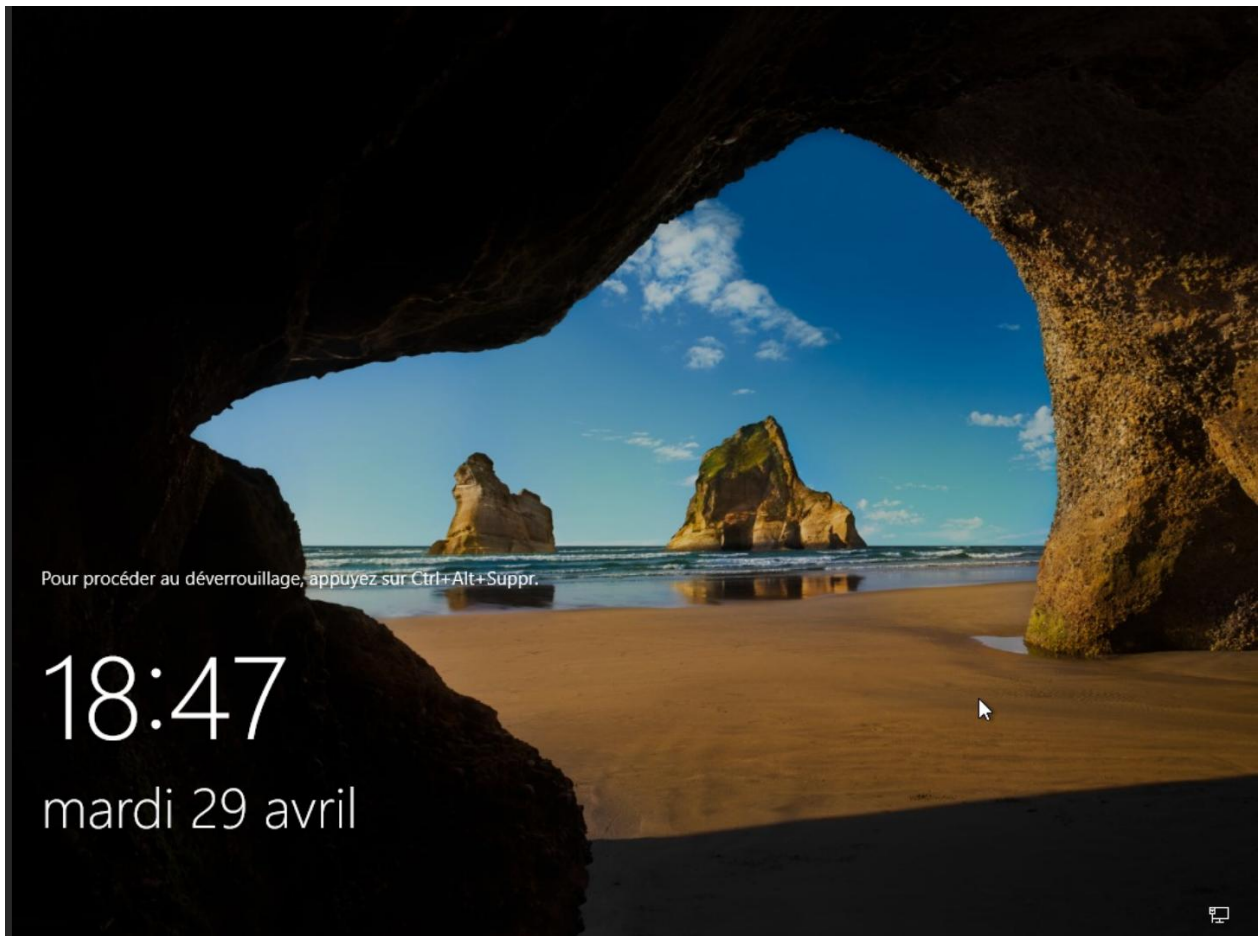 Pour procéder au déverrouillage, appuyez sur Ctrl+Alt+Suppr.
18:47
mardi 29 avril